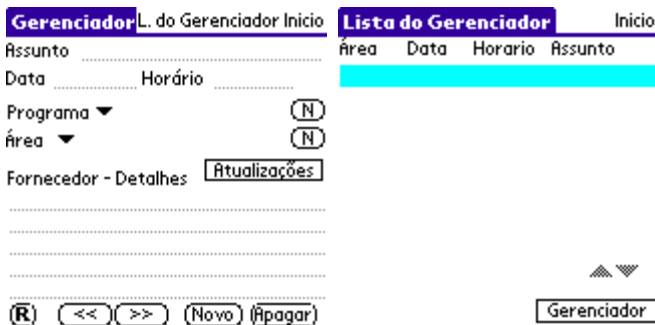 Gerenciador L. do Gerenciador Inicio
Assunto
Data Horário
Programa N
Área N
Fornecedor - Detalhes Atualizações
R << >> Novo Apagar
Lista do Gerenciador Inicio
Área Data Horario Assunto
Gerenciador